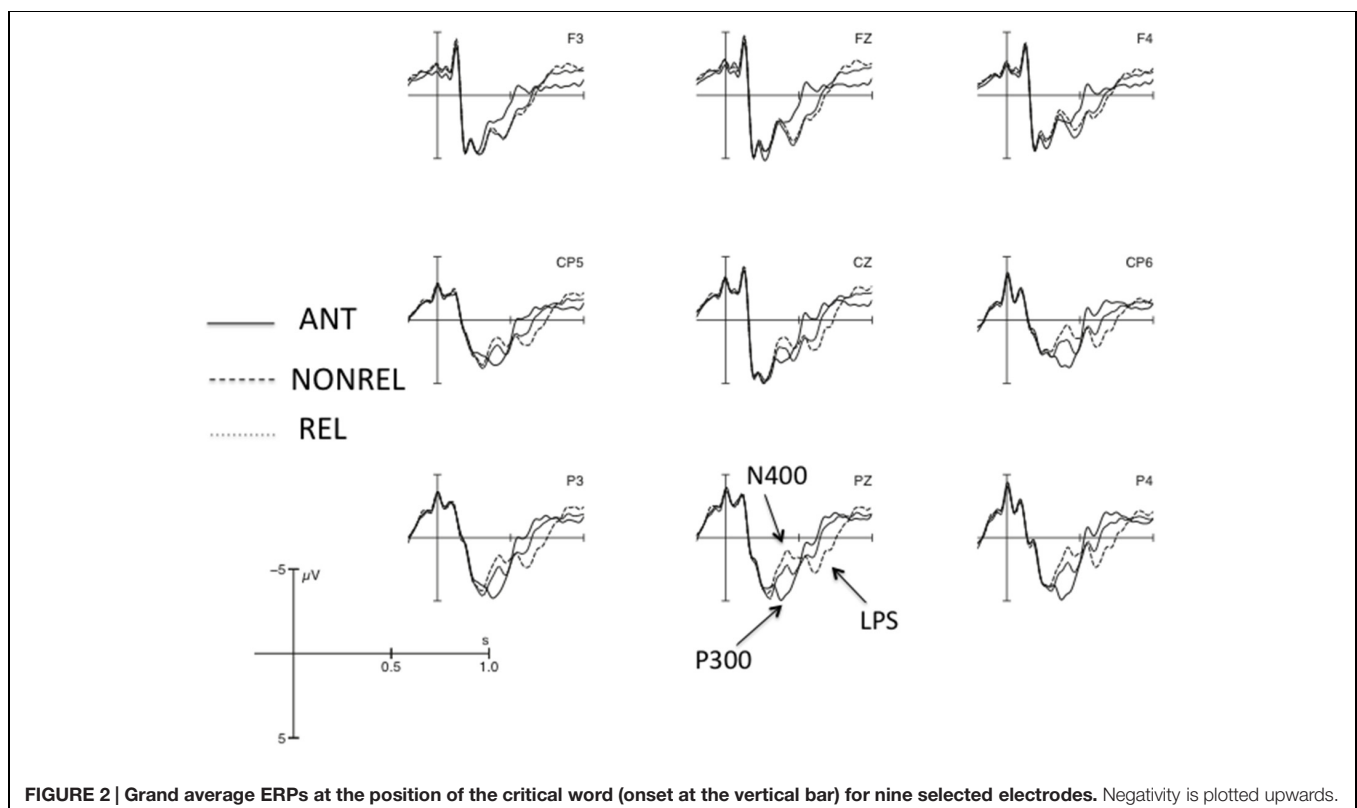 F3
FZ
F4
CP5
CZ
CP6
ANT
NONREL
REL
P3
N400
PZ
P4
LPS
P300
–5
µV
s
0.5
1.0
5
FIGURE 2 | Grand average ERPs at the position of the critical word (onset at the vertical bar) for nine selected electrodes. Negativity is plotted upwards.